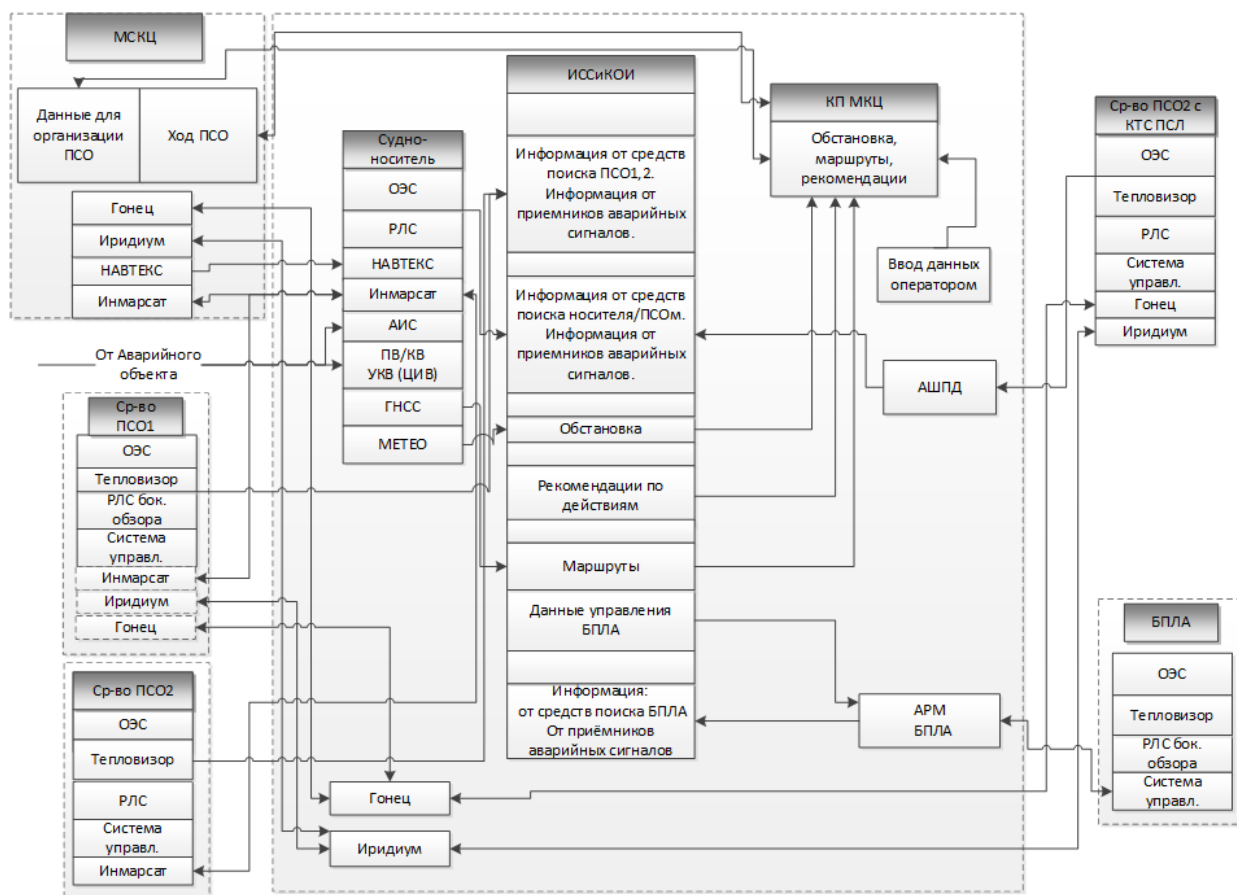 МСКЦ
Данные для
организации
ПСО
Ход ПСО
Гонец
Иридиум
НАВТЕКС
Инмарсат
От Аварийного
объекта
Ср-во
ПСО1
ОЭС
Тепловизор
РЛС бок.
обзора
Система
управл.
Инмарсат
Иридиум
Гонец
Ср-во ПСО2
ОЭС
Тепловизор
РЛС
Система
управл.
Инмарсат
Судно-
носитель
ОЭС
РЛС
НАВТЕКС
Инмарсат
АИС
ПВ/КВ
УКВ (ЦИВ)
ГНСС
МЕТЕО
Гонец
Иридиум
ИССиКОИ
Информация от средств
поиска ПСО1,2.
Информация от
приемников аварийных
сигналов.
Информация от средств
поиска носителя/ПСОм.
Информация от
приемников аварийных
сигналов.
Обстановка
Рекомендации по
действиям
Маршруты
Данные управления
БПЛА
Информация:
от средств поиска БПЛА
От приёмников
аварийных сигналов
КП МКЦ
Обстановка,
маршруты,
рекомендации
Ввод данных
оператором
АШПД
АРМ
БПЛА
Ср-во ПСО2 с
КТС ПСЛ
ОЭС
Тепловизор
РЛС
Система
управл.
Гонец
Иридиум
БПЛА
ОЭС
Тепловизор
РЛС бок.
обзора
Система
управл.